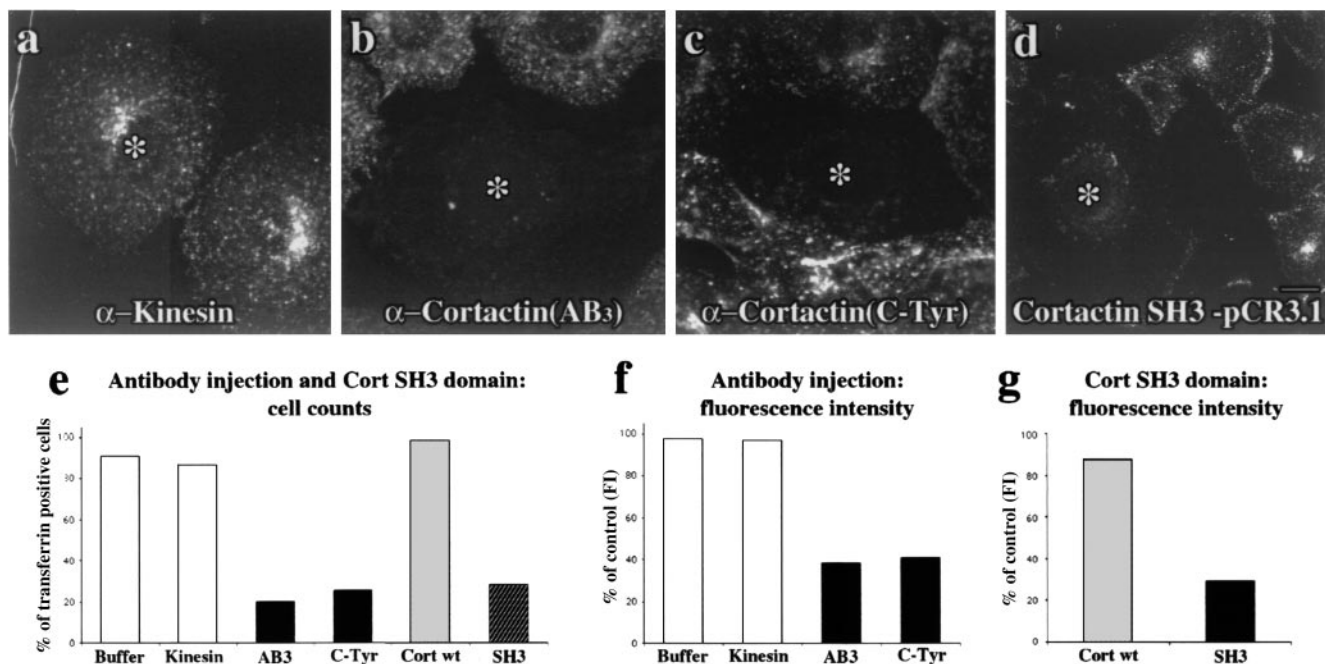 a
b
c
d
*
*
*
*
α–Kinesin
α–Cortactin(AB3)
α–Cortactin(C-Tyr)
Cortactin SH3 -pCR3.1
e
Antibody injection and Cort SH3 domain:
cell counts
% of transferrin positive cells
100
80
60
40
20
0
Buffer
Kinesin
AB3
C-Tyr
Cort wt
SH3
f
Antibody injection:
fluorescence intensity
% of control (FI)
100
80
60
40
20
0
Buffer
Kinesin
AB3
C-Tyr
g
Cort SH3 domain:
fluorescence intensity
% of control (FI)
100
80
60
40
20
0
Cort wt
SH3